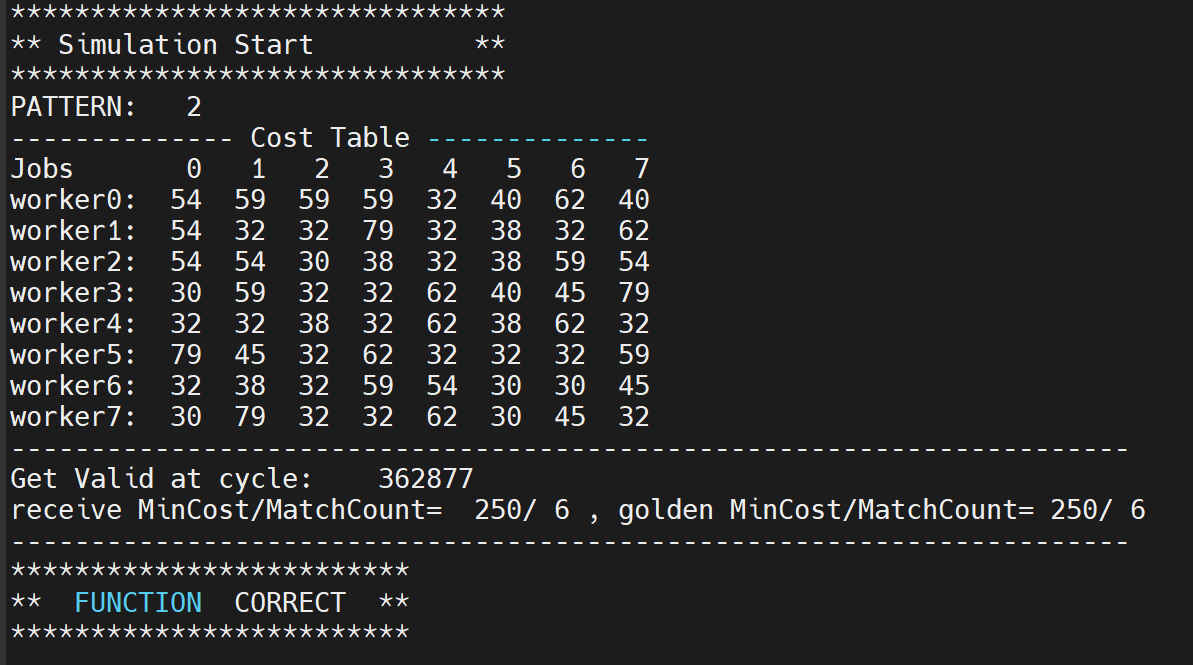 *******************************
** Simulation Start          **
*******************************
PATTERN:   2
-------------- Cost Table --------------
Jobs       0   1   2   3   4   5   6   7
worker0:  54  59  59  59  32  40  62  40
worker1:  54  32  32  79  32  38  32  62
worker2:  54  54  30  38  32  38  59  54
worker3:  30  59  32  32  62  40  45  79
worker4:  32  32  38  32  62  38  62  32
worker5:  79  45  32  62  32  32  32  59
worker6:  32  38  32  59  54  30  30  45
worker7:  30  79  32  32  62  30  45  32
----------------------------------------------------------------------
Get Valid at cycle:    362877
receive MinCost/MatchCount=  250/ 6 , golden MinCost/MatchCount= 250/ 6
----------------------------------------------------------------------
*************************
**  FUNCTION  CORRECT  **
*************************